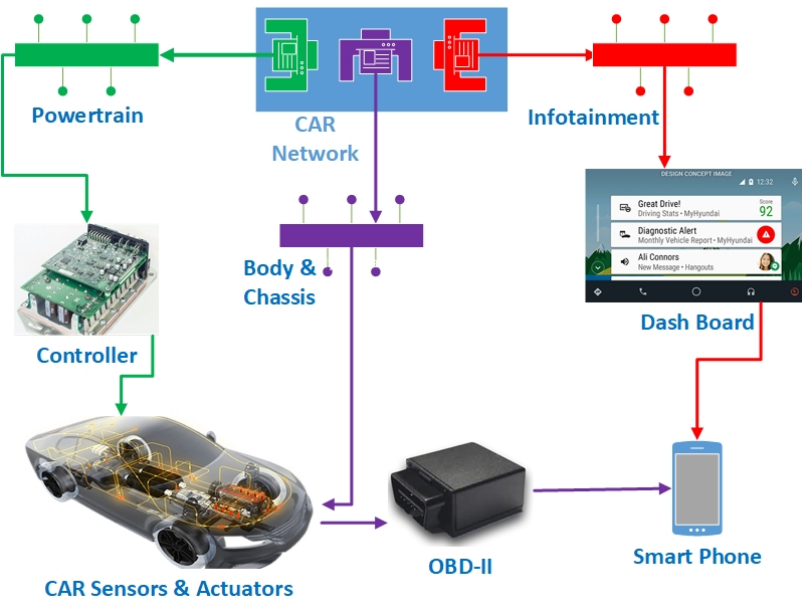 CAR
Network
Powertrain
Infotainment
DESIGN CONCEPT IMAGE
12:32
Great Drive!
Driving Stats • MyHyundai
Score
92
Diagnostic Alert
Monthly Vehicle Report • MyHyundai
Ali Connors
New Message • Hangouts
Body &
Chassis
Dash Board
Controller
OBD-II
Smart Phone
CAR Sensors & Actuators